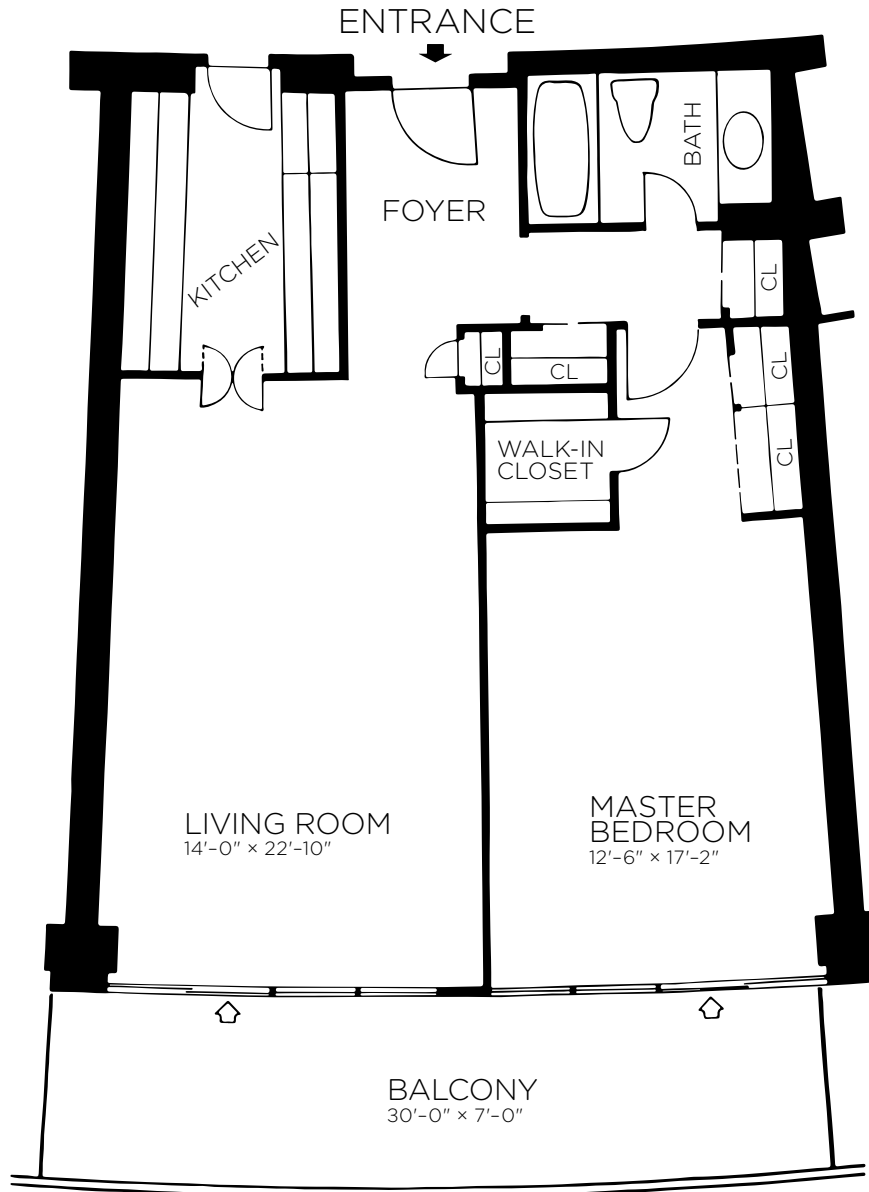 ENTRANCE
BATH
FOYER
KITCHEN
CL
CL
CL
CL
CL
WALK-IN
CLOSET
LIVING ROOM
14'-0" × 22'-10"
MASTER
BEDROOM
12'-6" × 17'-2"
BALCONY
30'-0" × 7'-0"